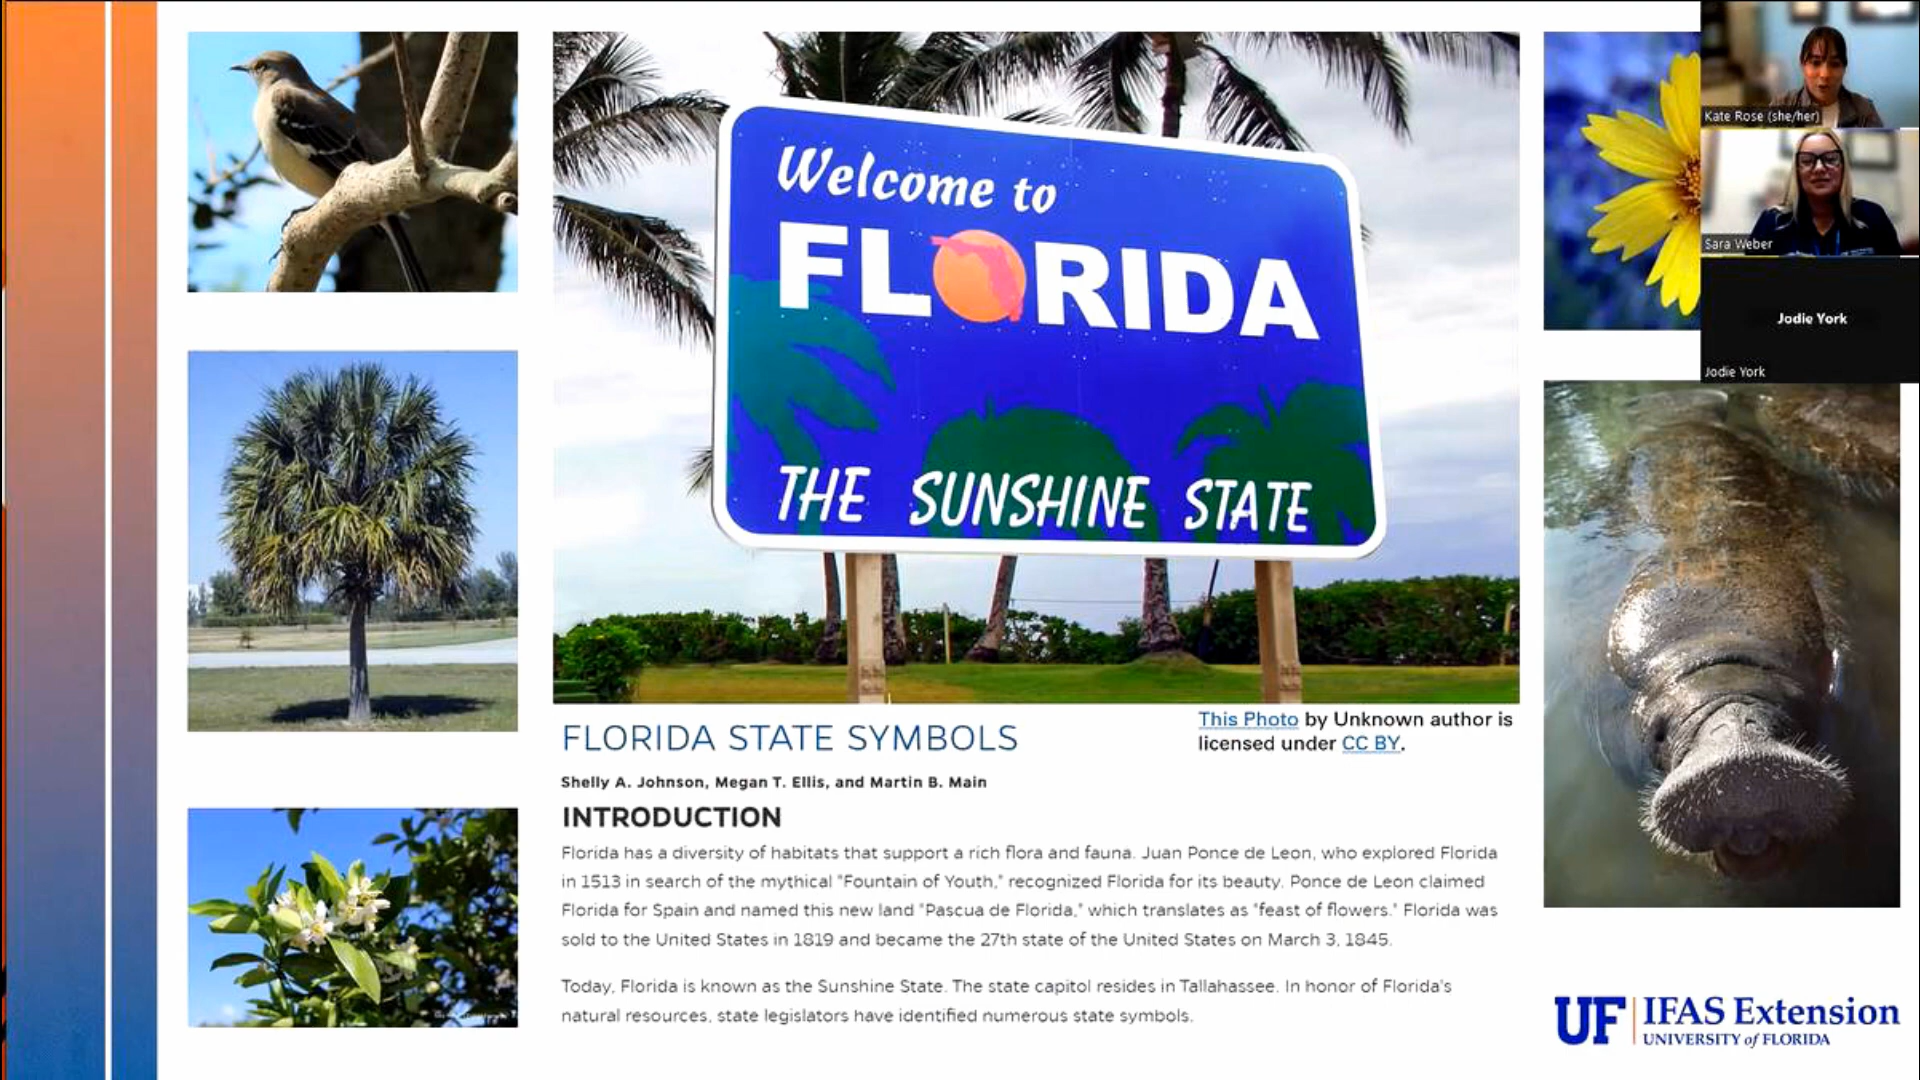 Welcome to
FLORIDA
THE SUNSHINE STATE
Kate Rose (she/her)
Sara Weber
Jodie York
Jodie York
FLORIDA STATE SYMBOLS
This Photo by Unknown author is
licensed under CC BY.
Shelly A. Johnson, Megan T. Ellis, and Martin B. Main
INTRODUCTION
Florida has a diversity of habitats that support a rich flora and fauna. Juan Ponce de Leon, who explored Florida
in 1513 in search of the mythical "Fountain of Youth," recognized Florida for its beauty. Ponce de Leon claimed
Florida for Spain and named this new land "Pascua de Florida," which translates as "feast of flowers." Florida was
sold to the United States in 1819 and became the 27th state of the United States on March 3, 1845.
Today, Florida is known as the Sunshine State. The state capitol resides in Tallahassee. In honor of Florida's
natural resources, state legislators have identified numerous state symbols.
UF IFAS Extension
UNIVERSITY of FLORIDA